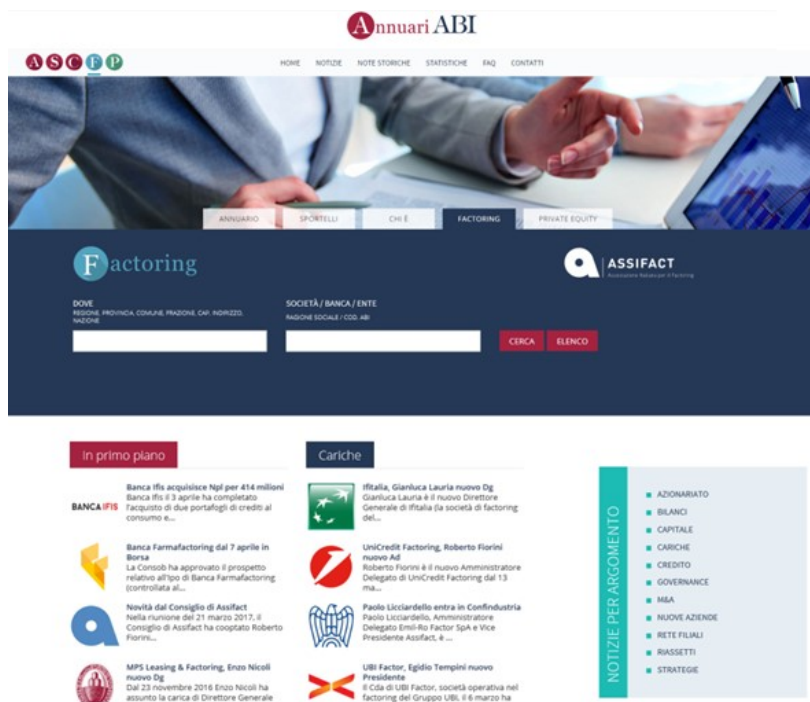 Annuari ABI
A S C F P
HOME NOTIZIE NOTE STORICHE STATISTICHE FAQ CONTATTI
ANNUARIO SPORTELLI CHI È FACTORING PRIVATE EQUITY
Factoring
ASSIFACT
Associazione Italiana per il Factoring
DOVE
REGIONE, PROVINCIA, COMUNE, FRAZIONE, CAP, INDIRIZZO,
NAZIONE
SOCIETÀ / BANCA / ENTE
RAGIONE SOCIALE / COD. ABI
CERCA ELENCO
In primo piano
BANCA IFIS
Banca Ifis acquisisce Npl per 414 milioni
Banca Ifis il 3 aprile ha completato
l'acquisto di due portafogli di crediti al
consumo e...
Banca Farmafactoring dal 7 aprile in
Borsa
La Consob ha approvato il prospetto
relativo all'Ipo di Banca Farmafactoring
(controllata al...
Novità dal Consiglio di Assifact
Nella riunione del 21 marzo 2017, il
Consiglio di Assifact ha cooptato Roberto
Fiorini...
MPS Leasing & Factoring, Enzo Nicoli
nuovo Dg
Dal 23 novembre 2016 Enzo Nicoli ha
assunto la carica di Direttore Generale
Cariche
Ifitalia, Gianluca Lauria nuovo Dg
Gianluca Lauria è il nuovo Direttore
Generale di Ifitalia (la società di factoring
del...
UniCredit Factoring, Roberto Fiorini
nuovo Ad
Roberto Fiorini è il nuovo Amministratore
Delegato di UniCredit Factoring dal 13
ma...
Paolo Licciardello entra in Confindustria
Paolo Licciardello, Amministratore
Delegato Emil-Ro Factor SpA e Vice
Presidente Assifact, è ...
UBI Factor, Egidio Tempini nuovo
Presidente
Il Cda di UBI Factor, società operativa nel
factoring del Gruppo UBI, il 6 marzo ha
NOTIZIE PER ARGOMENTO
AZIONARIATO
BILANCI
CAPITALE
CARICHE
CREDITO
GOVERNANCE
M&A
NUOVE AZIENDE
RETE FILIALI
RIASSETTI
STRATEGIE